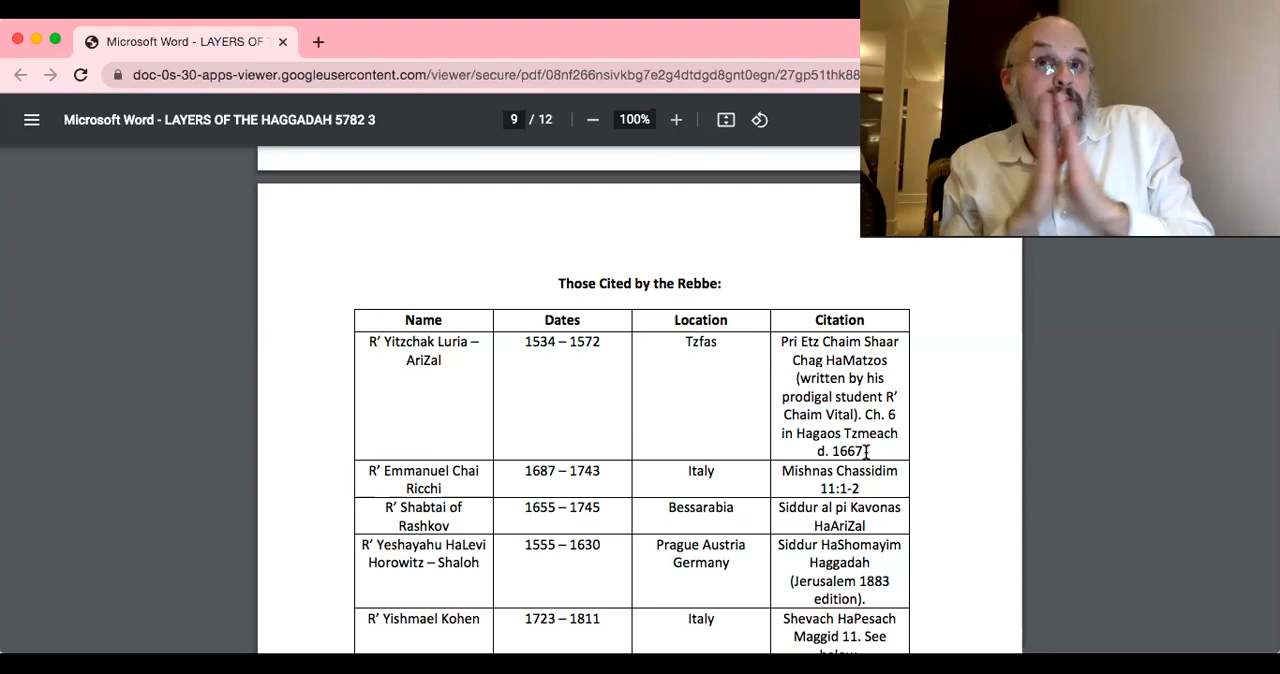 Microsoft Word - LAYERS OF
doc-0s-30-apps-viewer.googleusercontent.com/viewer/secure/pdf/08nf266nsivkbg7e2g4dtdgd8gnt0egn/27gp51thk88
Microsoft Word - LAYERS OF THE HAGGADAH 5782 3
9 / 12
100%
Those Cited by the Rebbe:
Name Dates Location Citation
R’ Yitzchak Luria – 1534 – 1572 Tzfas Pri Etz Chaim Shaar
AriZal Chag HaMatzos
(written by his
prodigal student R’
Chaim Vital). Ch. 6
in Hagaos Tzmeach
d. 1667
R’ Emmanuel Chai 1687 – 1743 Italy Mishnas Chassidim
Ricchi 11:1-2
R’ Shabtai of 1655 – 1745 Bessarabia Siddur al pi Kavonas
Rashkov HaAriZal
R’ Yeshayahu HaLevi 1555 – 1630 Prague Austria Siddur HaShomayim
Horowitz – Shaloh Germany Haggadah
(Jerusalem 1883
edition).
R’ Yishmael Kohen 1723 – 1811 Italy Shevach HaPesach
Maggid 11. See